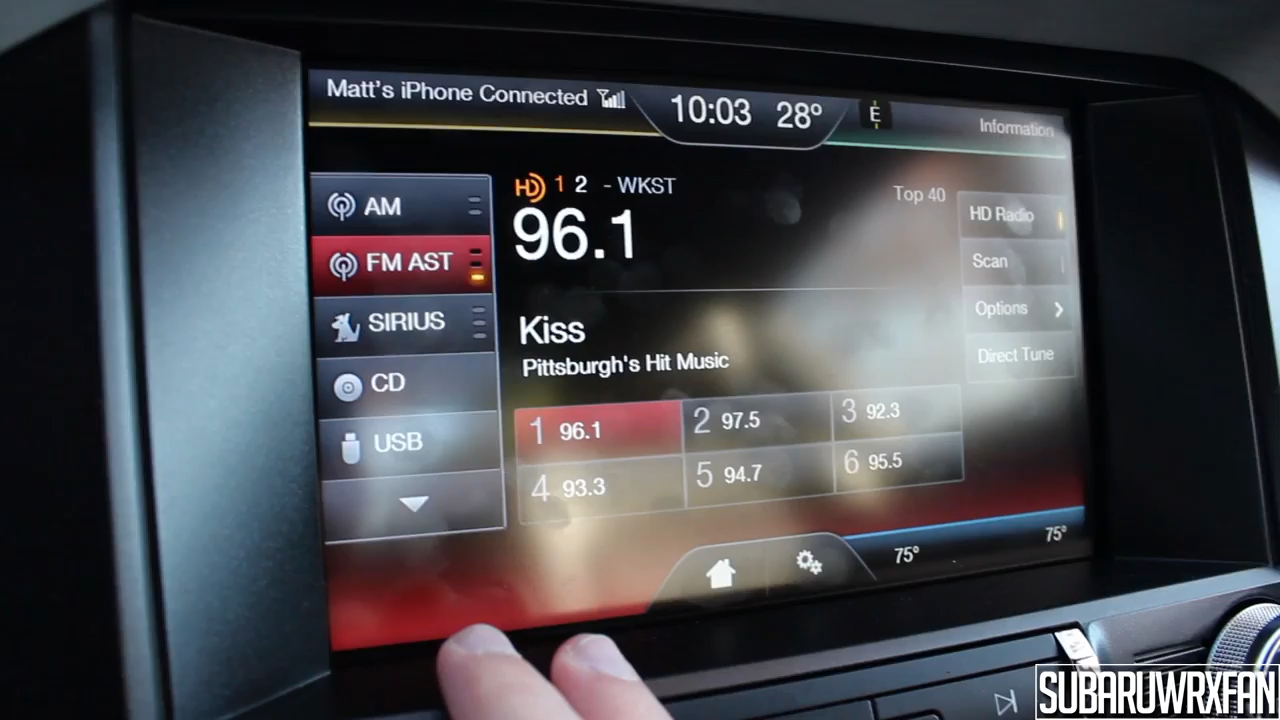 Matt's iPhone Connected
10:03 28°
E
Information
AM
FM AST
SIRIUS
CD
USB
HD 1 2 - WKST
96.1
Top 40
Kiss
Pittsburgh's Hit Music
1 96.1
2 97.5
3 92.3
4 93.3
5 94.7
6 95.5
HD Radio
Scan
Options
Direct Tune
75°
75°
SUBARUWRXFAN